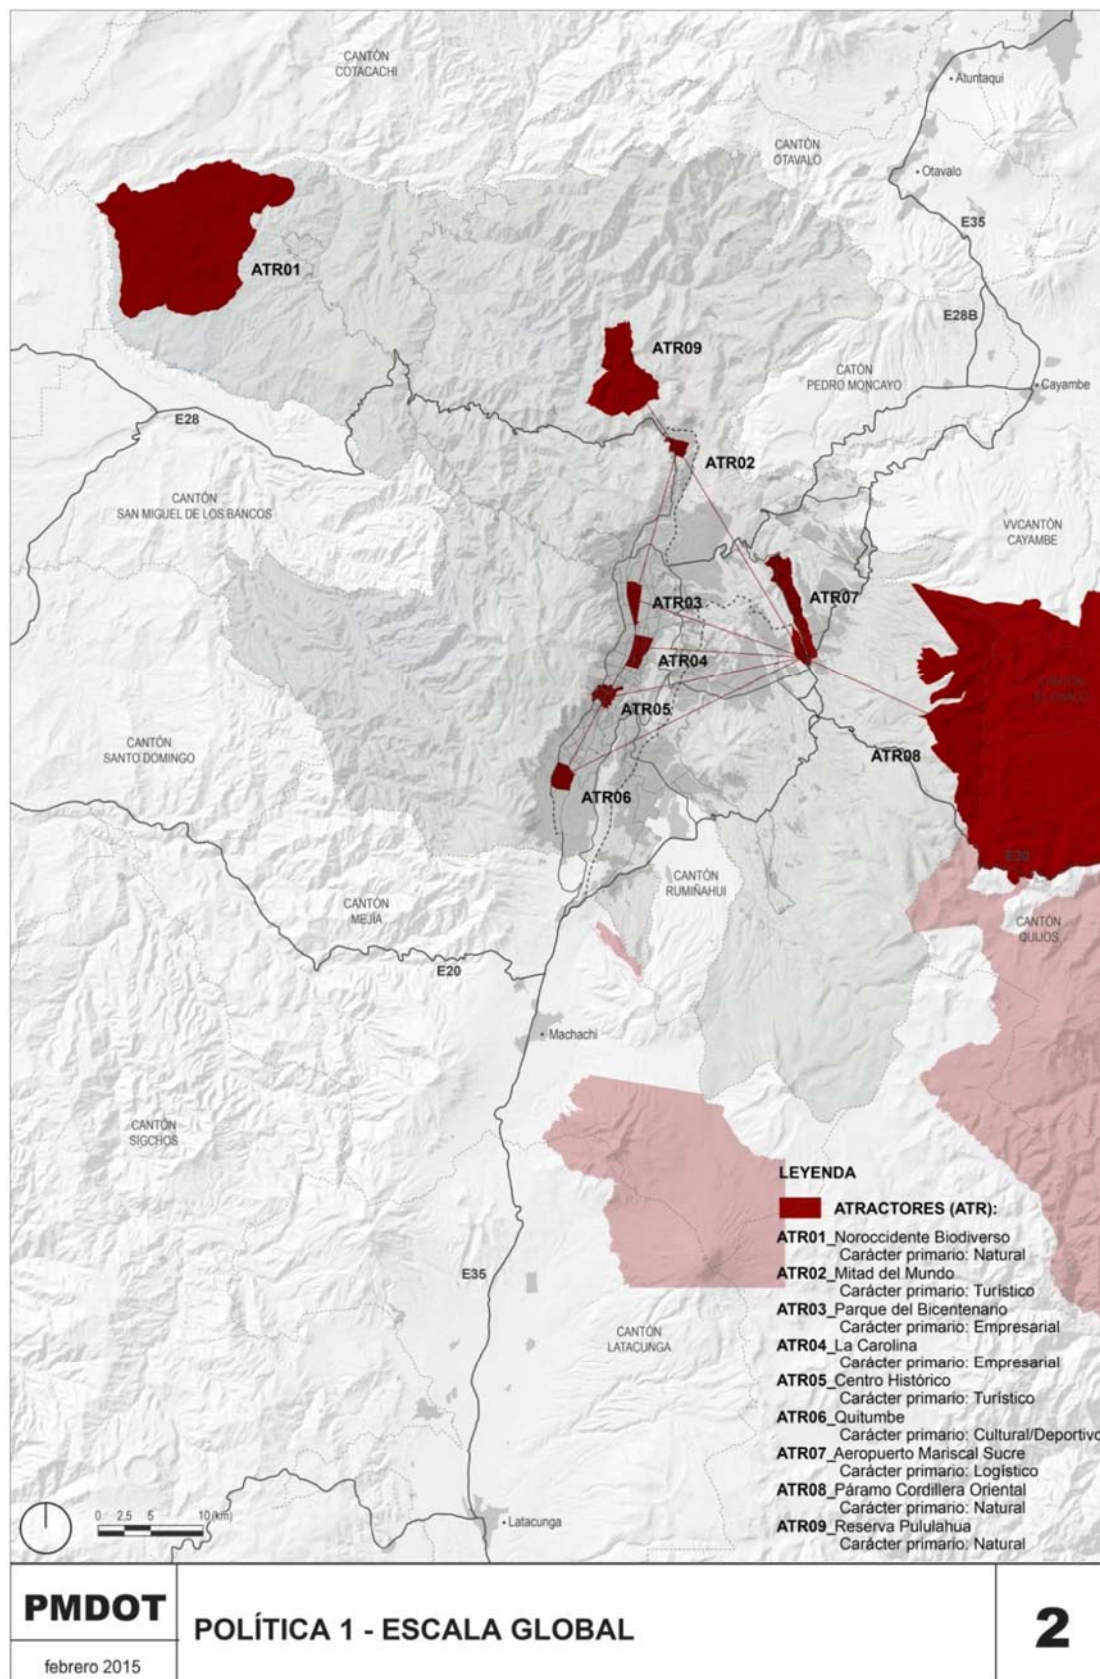 CANTÓN
COTACACHI
Atuntaqui
CANTÓN
OTAVALO
Otavalo
ATR01
E35
E28B
ATR09
CATÓN
PEDRO MONCAYO
Cayambe
E28
ATR02
CANTÓN
SAN MIGUEL DE LOS BANCOS
VVCANTÓN
CAYAMBE
ATR03
ATR07
ATR04
CANTÓN
ATR05
CANTÓN
SANTO DOMINGO
ATR08
ATR06
E20
CANTÓN
RUMIÑAHUI
CANTÓN
MEJÍA
CANTÓN
QUIJOS
E20
Machachi
CANTÓN
SIGCHOS
E35
CANTÓN
LATACUNGA
LEYENDA
ATRACTORES (ATR):
ATR01_Noroccidente Biodiverso
Carácter primario: Natural
ATR02_Mitad del Mundo
Carácter primario: Turístico
ATR03_Parque del Bicentenario
Carácter primario: Empresarial
ATR04_La Carolina
Carácter primario: Empresarial
ATR05_Centro Histórico
Carácter primario: Turístico
ATR06_Quitumbe
Carácter primario: Cultural/Deportivo
ATR07_Aeropuerto Mariscal Sucre
Carácter primario: Logístico
ATR08_Páramo Cordillera Oriental
Carácter primario: Natural
ATR09_Reserva Pululahua
Carácter primario: Natural
0 2.5 5 10 (km)
Latacunga
PMDOT
febrero 2015
POLÍTICA 1 - ESCALA GLOBAL
2